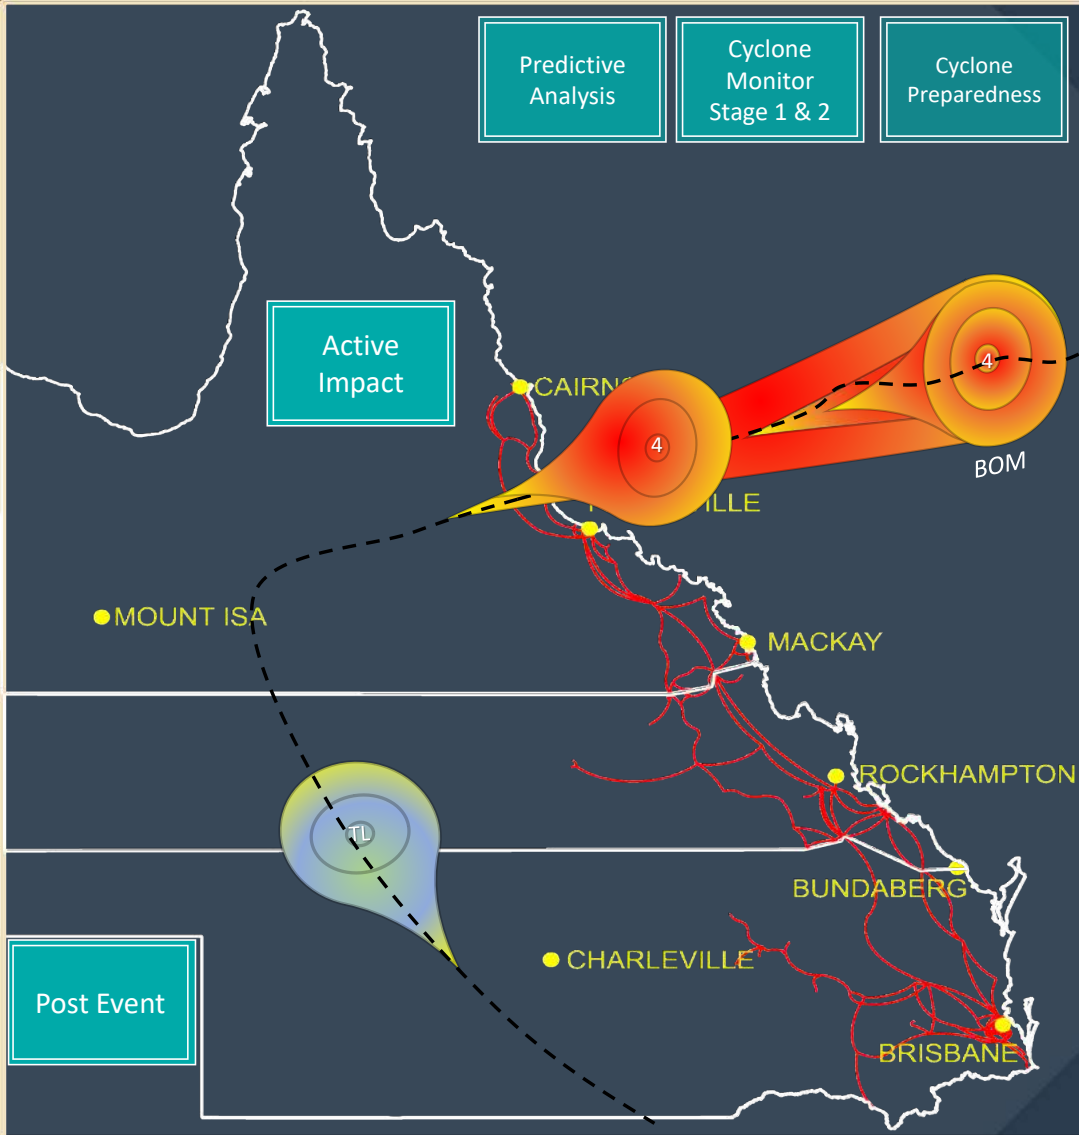 Predictive
Analysis
Cyclone
Monitor
Stage 1 & 2
Cyclone
Preparedness
Active
Impact
4
BOM
4
MOUNT ISA
MACKAY
ROCKHAMPTON
TL
BUNDABERG
CHARLEVILLE
Post Event
BRISBANE